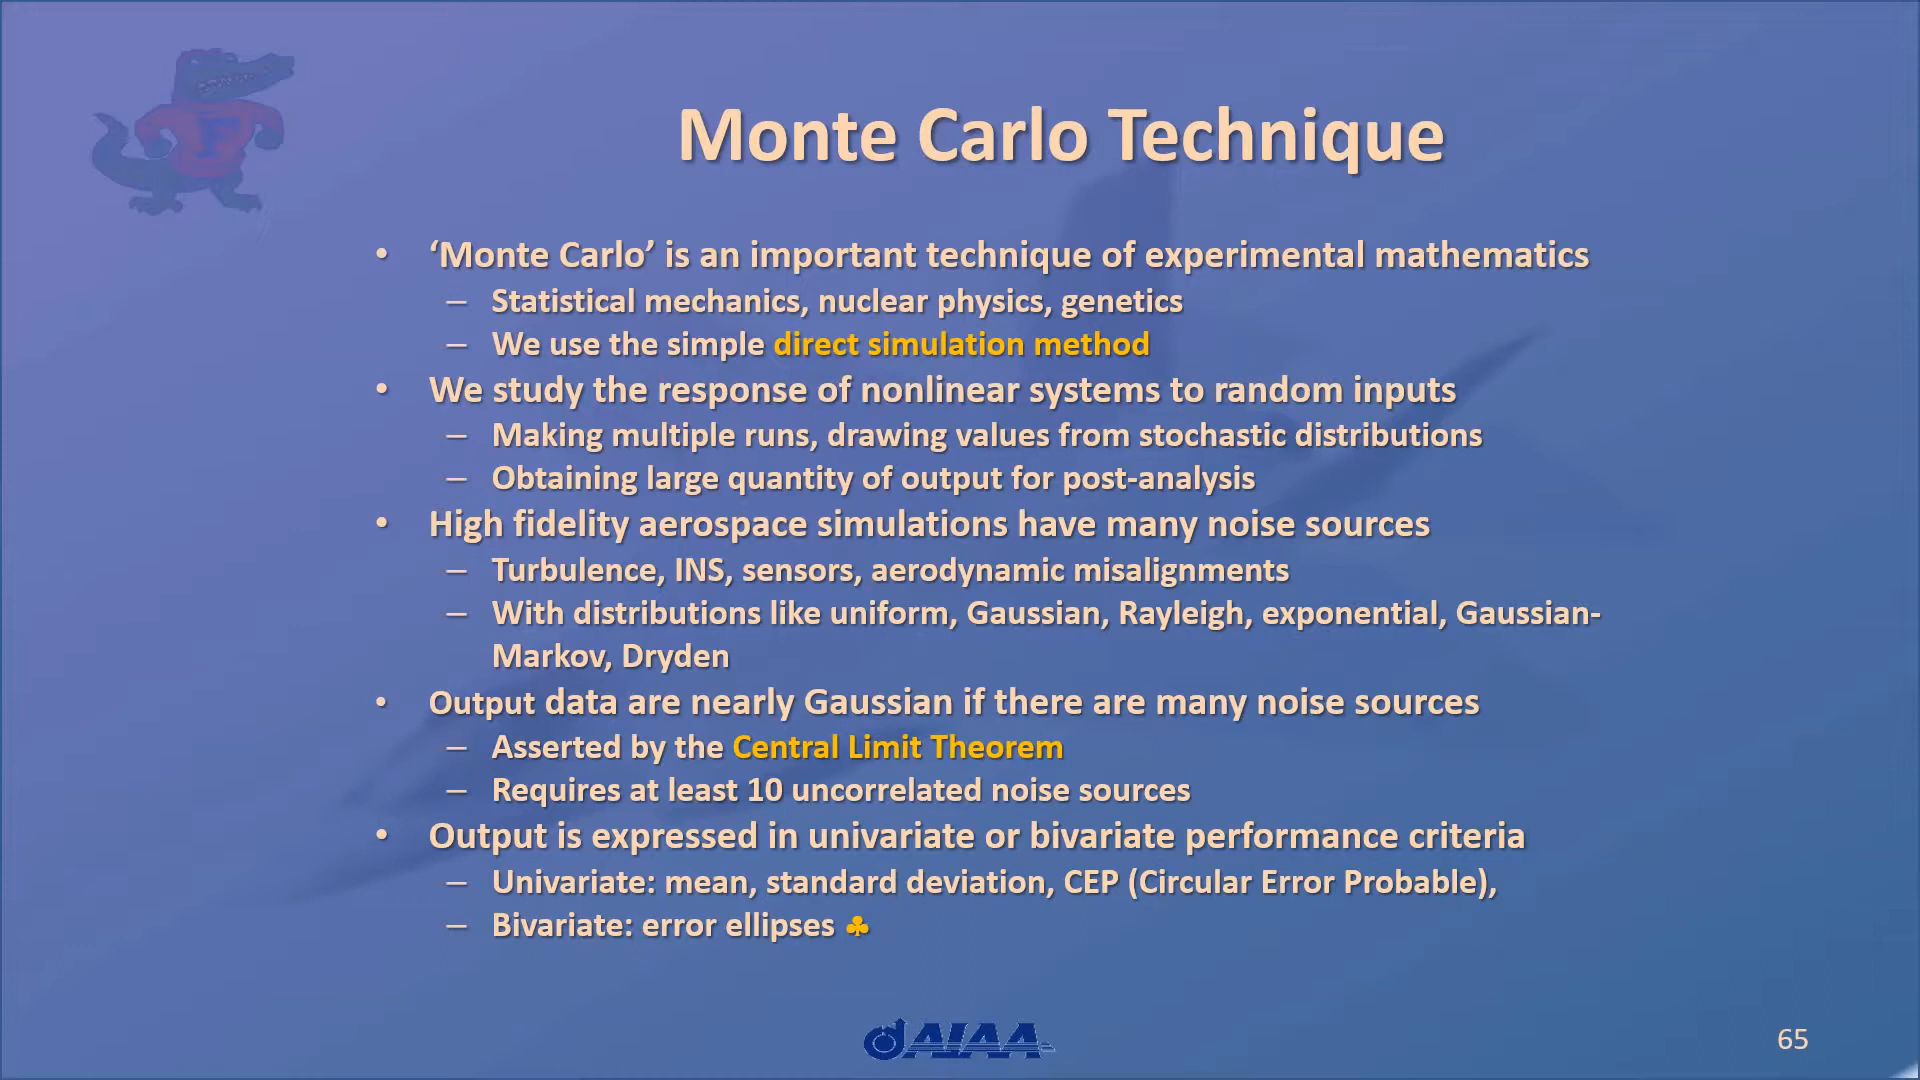 Monte Carlo Technique
• ‘Monte Carlo’ is an important technique of experimental mathematics
– Statistical mechanics, nuclear physics, genetics
– We use the simple direct simulation method
• We study the response of nonlinear systems to random inputs
– Making multiple runs, drawing values from stochastic distributions
– Obtaining large quantity of output for post-analysis
• High fidelity aerospace simulations have many noise sources
– Turbulence, INS, sensors, aerodynamic misalignments
– With distributions like uniform, Gaussian, Rayleigh, exponential, Gaussian-
Markov, Dryden
• Output data are nearly Gaussian if there are many noise sources
– Asserted by the Central Limit Theorem
– Requires at least 10 uncorrelated noise sources
• Output is expressed in univariate or bivariate performance criteria
– Univariate: mean, standard deviation, CEP (Circular Error Probable),
– Bivariate: error ellipses ♣
F
AIAA
65